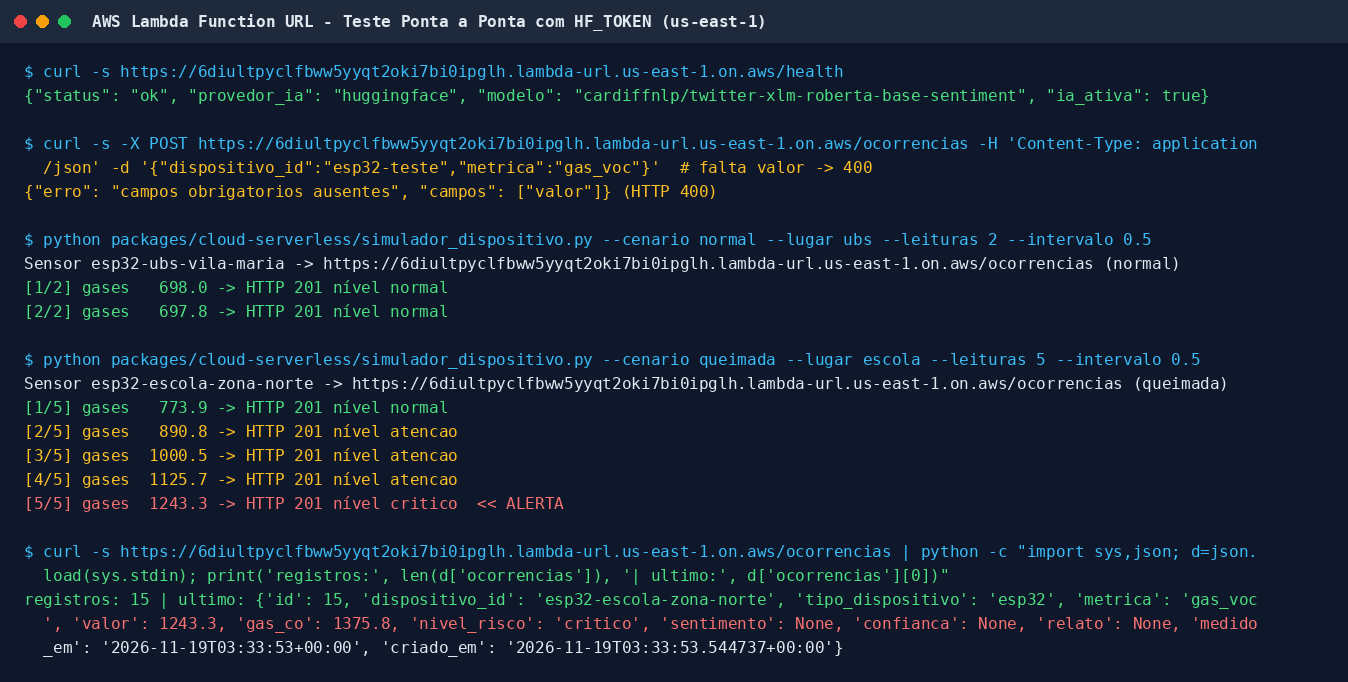 AWS Lambda Function URL - Teste Ponta a Ponta com HF_TOKEN (us-east-1)
$ curl -s https://6diultpyclfbww5yyqt2oki7bi0ipglh.lambda-url.us-east-1.on.aws/health
{"status": "ok", "provedor_ia": "huggingface", "modelo": "cardiffnlp/twitter-xlm-roberta-base-sentiment", "ia_ativa": true}
$ curl -s -X POST https://6diultpyclfbww5yyqt2oki7bi0ipglh.lambda-url.us-east-1.on.aws/ocorrencias -H 'Content-Type: application
/json' -d '{"dispositivo_id":"esp32-teste","metrica":"gas_voc"}'   # falta valor -> 400
{"erro": "campos obrigatorios ausentes", "campos": ["valor"]} (HTTP 400)
$ python packages/cloud-serverless/simulador_dispositivo.py --cenario normal --lugar ubs --leituras 2 --intervalo 0.5
Sensor esp32-ubs-vila-maria -> https://6diultpyclfbww5yyqt2oki7bi0ipglh.lambda-url.us-east-1.on.aws/ocorrencias (normal)
[1/2] gases   698.0 -> HTTP 201 nível normal
[2/2] gases   697.8 -> HTTP 201 nível normal
$ python packages/cloud-serverless/simulador_dispositivo.py --cenario queimada --lugar escola --leituras 5 --intervalo 0.5
Sensor esp32-escola-zona-norte -> https://6diultpyclfbww5yyqt2oki7bi0ipglh.lambda-url.us-east-1.on.aws/ocorrencias (queimada)
[1/5] gases   773.9 -> HTTP 201 nível normal
[2/5] gases   890.8 -> HTTP 201 nível atencao
[3/5] gases  1000.5 -> HTTP 201 nível atencao
[4/5] gases  1125.7 -> HTTP 201 nível atencao
[5/5] gases  1243.3 -> HTTP 201 nível critico  << ALERTA
$ curl -s https://6diultpyclfbww5yyqt2oki7bi0ipglh.lambda-url.us-east-1.on.aws/ocorrencias | python -c "import sys,json; d=json.
load(sys.stdin); print('registros:', len(d['ocorrencias']), '| ultimo:', d['ocorrencias'][0])"
registros: 15 | ultimo: {'id': 15, 'dispositivo_id': 'esp32-escola-zona-norte', 'tipo_dispositivo': 'esp32', 'metrica': 'gas_voc
', 'valor': 1243.3, 'gas_co': 1375.8, 'nivel_risco': 'critico', 'sentimento': None, 'confianca': None, 'relato': None, 'medido
_em': '2026-11-19T03:33:53+00:00', 'criado_em': '2026-11-19T03:33:53.544737+00:00'}